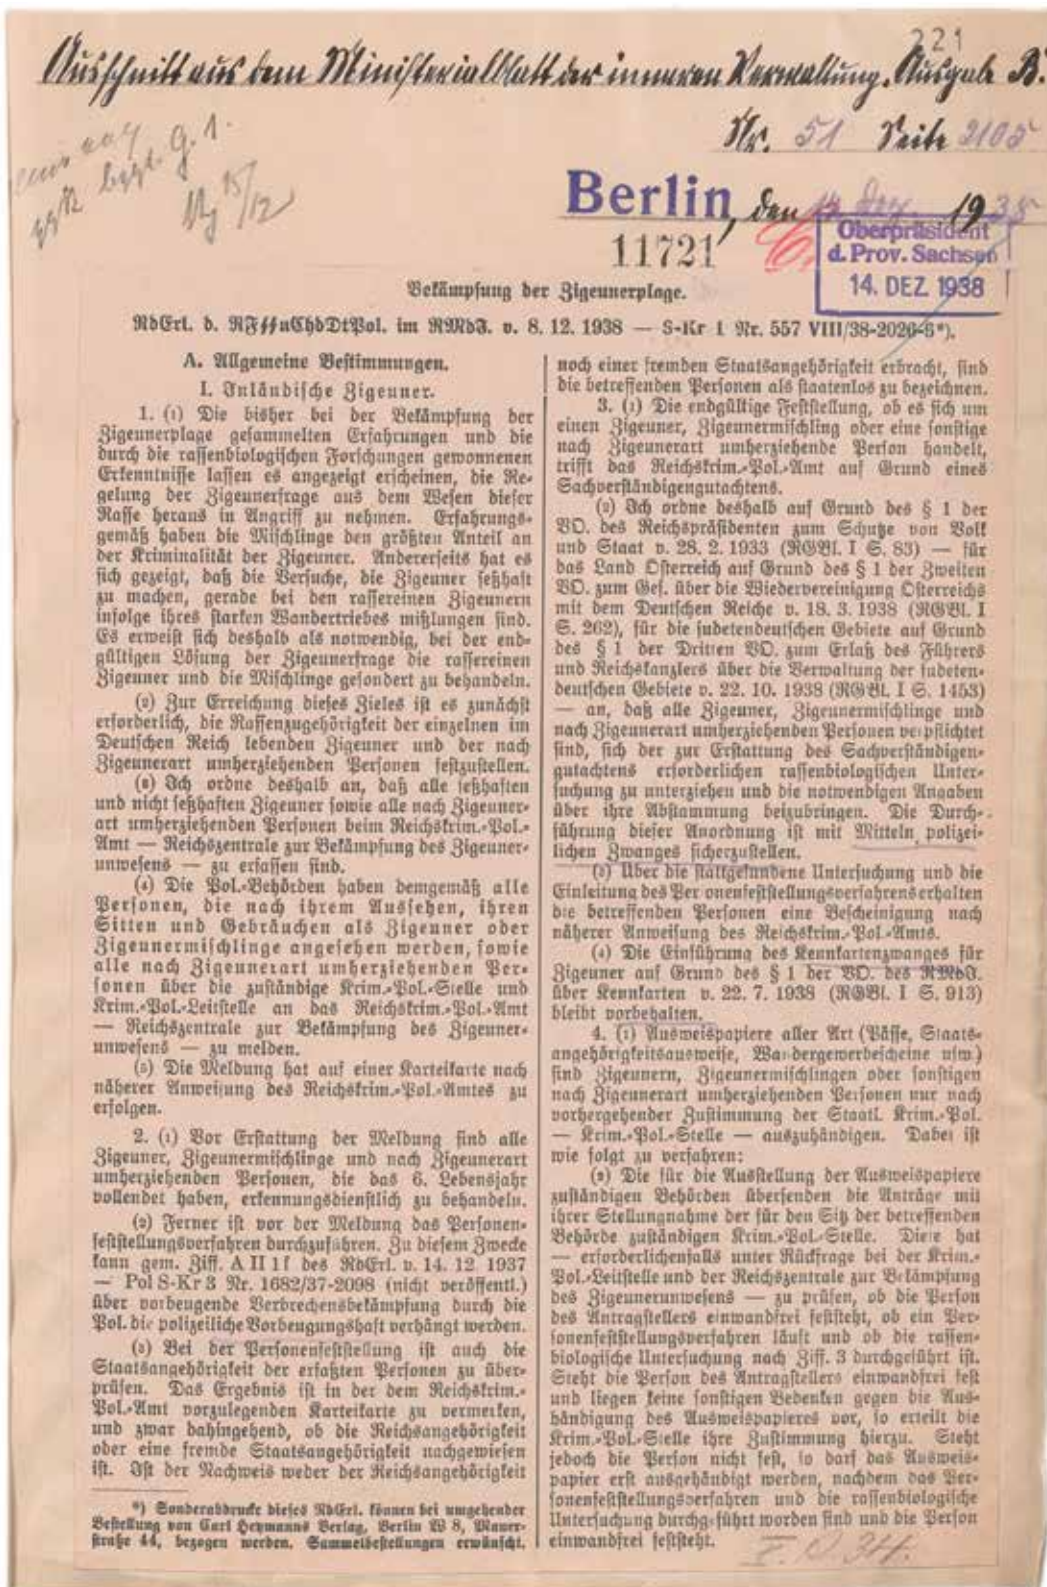 221
Ausschnitt aus dem Ministerialblatt der inneren Verwaltung. Ausgabe B.
Nr. 51 Seite 2105
Berlin, den 14. Dez. 1938
Oberpräsident
d. Prov. Sachsen
14. DEZ. 1938
11721
15/12
Bekämpfung der Zigeunerplage.
RdErl. d. RFSSuChdDtPol. im RMdJ. v. 8. 12. 1938 — S-Kr 1 Nr. 557 VIII/38-2026-6*).
A. Allgemeine Bestimmungen.
I. Inländische Zigeuner.
1. (1) Die bisher bei der Bekämpfung der
Zigeunerplage gesammelten Erfahrungen und die
durch die rassenbiologischen Forschungen gewonnenen
Erkenntnisse lassen es angezeigt erscheinen, die Re-
gelung der Zigeunerfrage aus dem Wesen dieser
Rasse heraus in Angriff zu nehmen. Erfahrungs-
gemäß haben die Mischlinge den größten Anteil an
der Kriminalität der Zigeuner. Andererseits hat es
sich gezeigt, daß die Versuche, die Zigeuner seßhaft
zu machen, gerade bei den rassereinen Zigeunern
infolge ihres starken Wandertriebes mißlungen sind.
Es erweist sich deshalb als notwendig, bei der end-
gültigen Lösung der Zigeunerfrage die rassereinen
Zigeuner und die Mischlinge gesondert zu behandeln.
(2) Zur Erreichung dieses Zieles ist es zunächst
erforderlich, die Rassenzugehörigkeit der einzelnen im
Deutschen Reich lebenden Zigeuner und der nach
Zigeunerart umherziehenden Personen festzustellen.
(3) Ich ordne deshalb an, daß alle seßhaften
und nicht seßhaften Zigeuner sowie alle nach Zigeuner-
art umherziehenden Personen beim Reichskrim.-Pol.-
Amt — Reichszentrale zur Bekämpfung des Zigeuner-
unwesens — zu erfassen sind.
(4) Die Pol.-Behörden haben demgemäß alle
Personen, die nach ihrem Aussehen, ihren
Sitten und Gebräuchen als Zigeuner oder
Zigeunermischlinge angesehen werden, sowie
alle nach Zigeunerart umherziehenden Per-
sonen über die zuständige Krim.-Pol.-Stelle und
Krim.-Pol.-Leitstelle an das Reichskrim.-Pol.-Amt
— Reichszentrale zur Bekämpfung des Zigeuner-
unwesens — zu melden.
(5) Die Meldung hat auf einer Karteikarte nach
näherer Anweisung des Reichskrim.-Pol.-Amtes zu
erfolgen.
2. (1) Vor Erstattung der Meldung sind alle
Zigeuner, Zigeunermischlinge und nach Zigeunerart
umherziehenden Personen, die das 6. Lebensjahr
vollendet haben, erkennungsdienstlich zu behandeln.
(2) Ferner ist vor der Meldung das Personen-
feststellungsverfahren durchzuführen. Zu diesem Zwecke
kann gem. Ziff. A II 1f des RdErl. v. 14. 12. 1937
— Pol S-Kr 3 Nr. 1682/37-2098 (nicht veröffentl.)
über vorbeugende Verbrechensbekämpfung durch die
Pol. die polizeiliche Vorbeugungshaft verhängt werden.
(3) Bei der Personenfeststellung ist auch die
Staatsangehörigkeit der erfaßten Personen zu über-
prüfen. Das Ergebnis ist in der dem Reichskrim.-
Pol.-Amt vorzulegenden Karteikarte zu vermerken,
und zwar dahingehend, ob die Reichsangehörigkeit
oder eine fremde Staatsangehörigkeit nachgewiesen
ist. Ist der Nachweis weder der Reichsangehörigkeit
*) Sonderabdrucke dieses RdErl. können bei umgehender
Bestellung von Carl Heymanns Verlag, Berlin W 8, Mauer-
straße 44, bezogen werden. Sammelbestellungen erwünscht.
noch einer fremden Staatsangehörigkeit erbracht, sind
die betreffenden Personen als staatenlos zu bezeichnen.
3. (1) Die endgültige Feststellung, ob es sich um
einen Zigeuner, Zigeunermischling oder eine sonstige
nach Zigeunerart umherziehende Person handelt,
trifft das Reichskrim.-Pol.-Amt auf Grund eines
Sachverständigengutachtens.
(2) Ich ordne deshalb auf Grund des § 1 der
VO. des Reichspräsidenten zum Schutze von Volk
und Staat v. 28. 2. 1933 (RGBl. I S. 83) — für
das Land Österreich auf Grund des § 1 der Zweiten
VO. zum Ges. über die Wiedervereinigung Österreichs
mit dem Deutschen Reiche v. 18. 3. 1938 (RGBl. I
S. 262), für die sudetendeutschen Gebiete auf Grund
des § 1 der Dritten VO. zum Erlaß des Führers
und Reichskanzlers über die Verwaltung der sudeten-
deutschen Gebiete v. 22. 10. 1938 (RGBl. I S. 1453)
— an, daß alle Zigeuner, Zigeunermischlinge und
nach Zigeunerart umherziehenden Personen verpflichtet
sind, sich der zur Erstattung des Sachverständigen-
gutachtens erforderlichen rassenbiologischen Unter-
suchung zu unterziehen und die notwendigen Angaben
über ihre Abstammung beizubringen. Die Durch-
führung dieser Anordnung ist mit Mitteln polizei-
lichen Zwanges sicherzustellen.
(3) Über die stattgefundene Untersuchung und die
Einleitung des Personenfeststellungsverfahrens erhalten
die betreffenden Personen eine Bescheinigung nach
näherer Anweisung des Reichskrim.-Pol.-Amts.
(4) Die Einführung des Kennkartenzwanges für
Zigeuner auf Grund des § 1 der VO. des RMdJ.
über Kennkarten v. 22. 7. 1938 (RGBl. I S. 913)
bleibt vorbehalten.
4. (1) Ausweispapiere aller Art (Pässe, Staats-
angehörigkeitsausweise, Wandergewerbescheine usw.)
sind Zigeunern, Zigeunermischlingen oder sonstigen
nach Zigeunerart umherziehenden Personen nur nach
vorhergehender Zustimmung der Staatl. Krim.-Pol.
— Krim.-Pol.-Stelle — auszuhändigen. Dabei ist
wie folgt zu verfahren:
(2) Die für die Ausstellung der Ausweispapiere
zuständigen Behörden übersenden die Anträge mit
ihrer Stellungnahme der für den Sitz der betreffenden
Behörde zuständigen Krim.-Pol.-Stelle. Diese hat
— erforderlichenfalls unter Rückfrage bei der Krim.-
Pol.-Leitstelle und der Reichszentrale zur Bekämpfung
des Zigeunerunwesens — zu prüfen, ob die Person
des Antragstellers einwandfrei feststeht, ob ein Per-
sonenfeststellungsverfahren läuft und ob die rassen-
biologische Untersuchung nach Ziff. 3 durchgeführt ist.
Steht die Person des Antragstellers einwandfrei fest
und liegen keine sonstigen Bedenken gegen die Aus-
händigung des Ausweispapieres vor, so erteilt die
Krim.-Pol.-Stelle ihre Zustimmung hierzu. Steht
jedoch die Person nicht fest, so darf das Ausweis-
papier erst ausgehändigt werden, nachdem das Per-
sonenfeststellungsverfahren und die rassenbiologische
Untersuchung durchgeführt worden sind und die Person
einwandfrei feststeht.